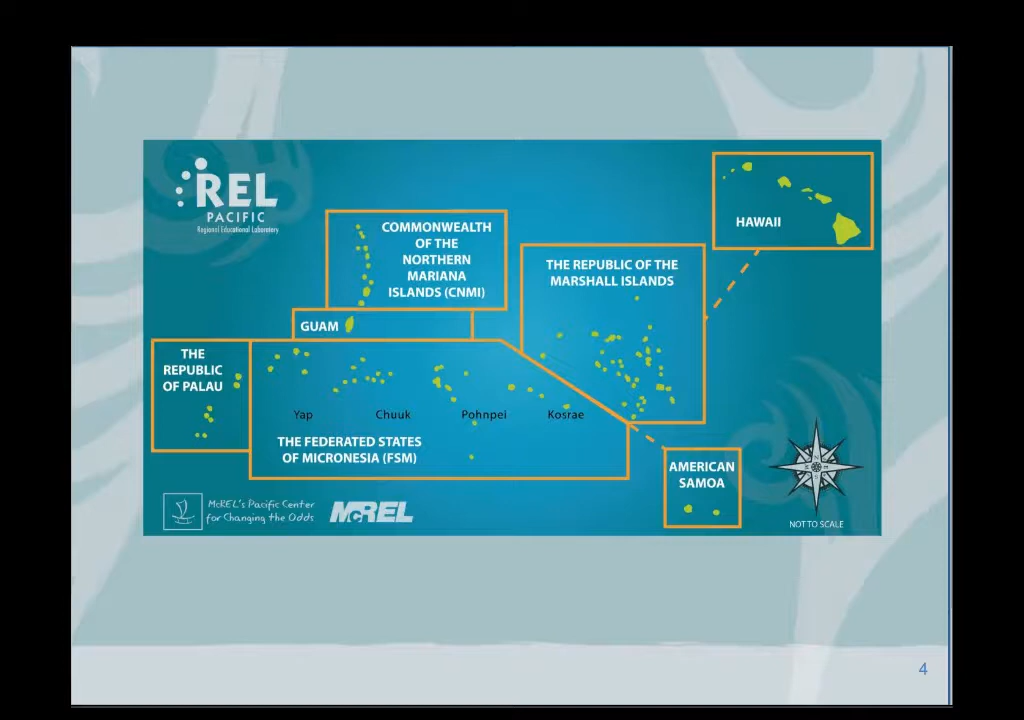 REL
PACIFIC
Regional Educational Laboratory
HAWAII
COMMONWEALTH
OF THE
NORTHERN
MARIANA
ISLANDS (CNMI)
THE REPUBLIC OF THE
MARSHALL ISLANDS
GUAM
THE
REPUBLIC
OF PALAU
Yap
Chuuk
Pohnpei
Kosrae
THE FEDERATED STATES
OF MICRONESIA (FSM)
AMERICAN
SAMOA
McREL's Pacific Center
for Changing the Odds
McREL
N
E
S
W
NOT TO SCALE
4